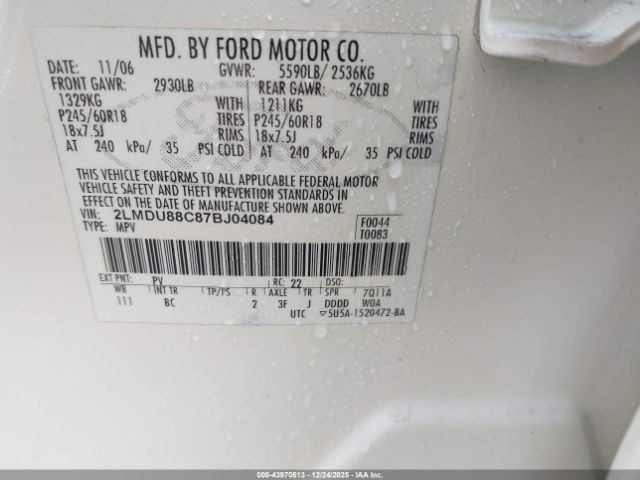 MFD. BY FORD MOTOR CO.
DATE: 11/06 GVWR: 5590LB/ 2536KG
FRONT GAWR: 2930LB REAR GAWR: 2670LB
1329KG WITH 1211KG WITH
P245/60R18 TIRES P245/60R18 TIRES
18x7.5J RIMS 18x7.5J RIMS
AT 240 kPa/ 35 PSI COLD AT 240 kPa/ 35 PSI COLD
THIS VEHICLE CONFORMS TO ALL APPLICABLE FEDERAL MOTOR
VEHICLE SAFETY AND THEFT PREVENTION STANDARDS IN
EFFECT ON THE DATE OF MANUFACTURE SHOWN ABOVE.
VIN: 2LMDU88C87BJ04084 F0044
TYPE: MPV T0083
EXT PNT: PV RC: 22 DSO:
WB INT TR TP/PS R AXLE TR SPR 7Q11A
111 BC 2 3F J DDDD WOA
UTC ▽5U5A-1520472-BA
000-43970513 - 12/24/2025 - IAAI.COM